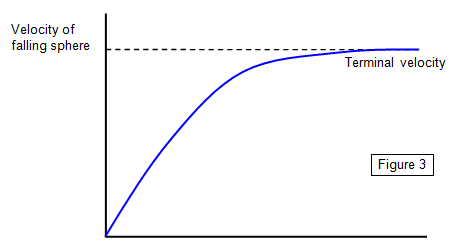 Velocity of
falling sphere
Terminal velocity
Figure 3